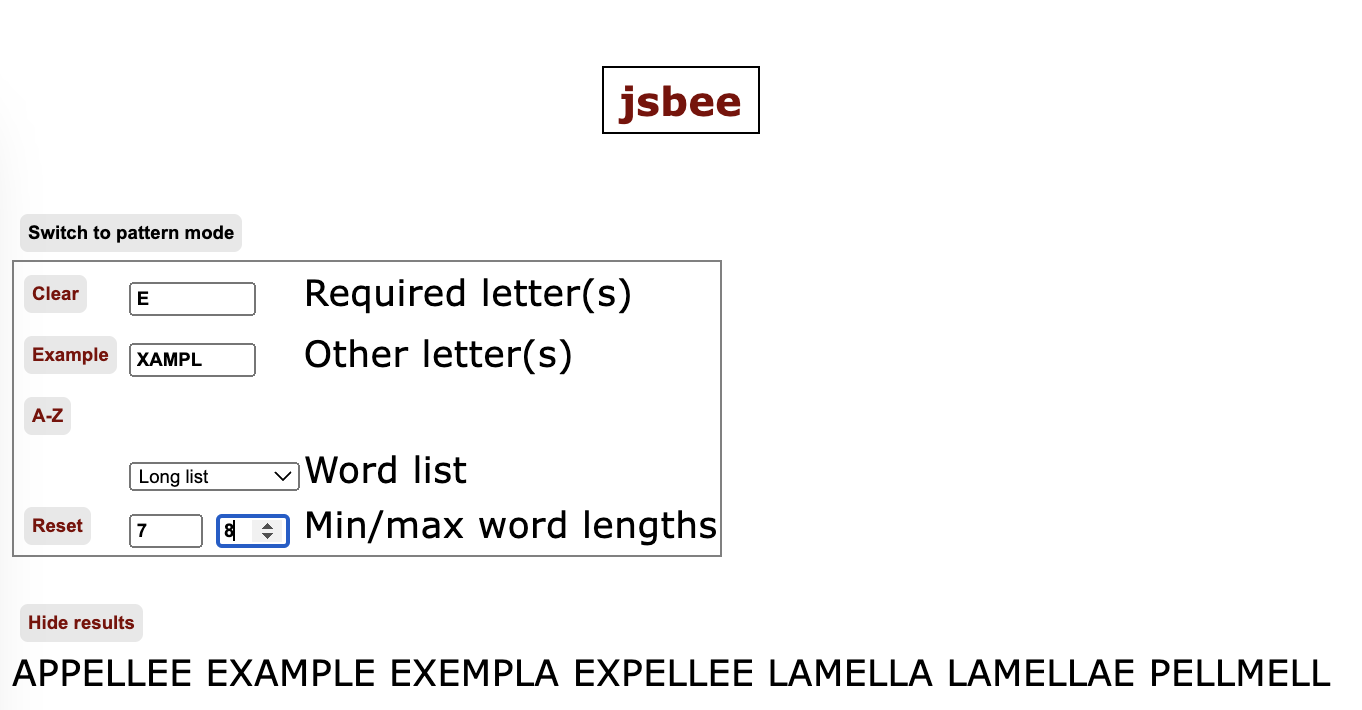 jsbee
Switch to pattern mode
Clear E Required letter(s)
Example XAMPL Other letter(s)
A-Z
Long list Word list
Reset 7 8 Min/max word lengths
Hide results
APPELLEE EXAMPLE EXEMPLA EXPELLEE LAMELLA LAMELLAE PELLMELL